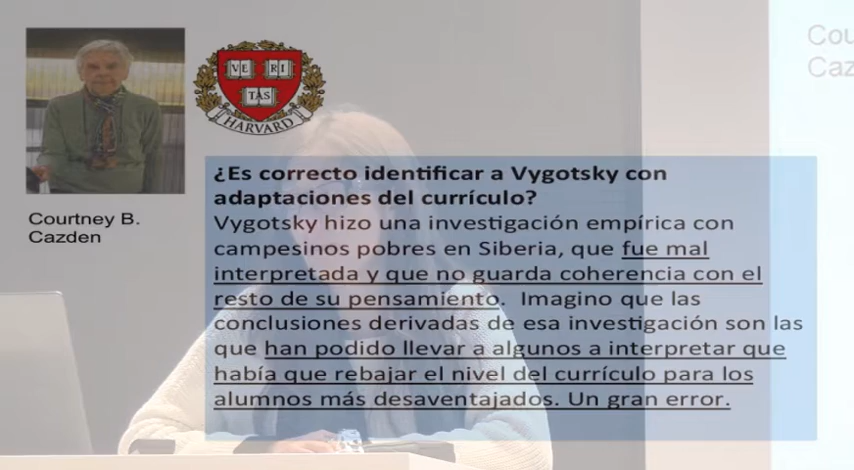 VE RI
TAS
HARVARD
Cou
Caz
Courtney B.
Cazden
¿Es correcto identificar a Vygotsky con
adaptaciones del currículo?
Vygotsky hizo una investigación empírica con
campesinos pobres en Siberia, que fue mal
interpretada y que no guarda coherencia con el
resto de su pensamiento. Imagino que las
conclusiones derivadas de esa investigación son las
que han podido llevar a algunos a interpretar que
había que rebajar el nivel del currículo para los
alumnos más desaventajados. Un gran error.